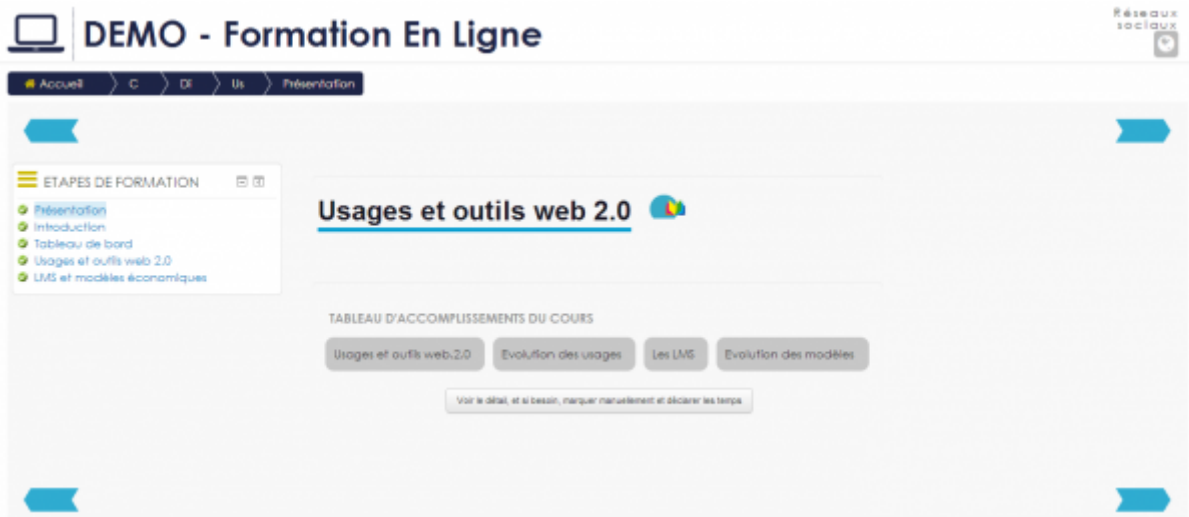 Réseaux
sociaux
DEMO - Formation En Ligne
Accueil
C
Di
Us
Présentation
ETAPES DE FORMATION
Présentation
Introduction
Tableau de bord
Usages et outils web 2.0
LMS et modèles économiques
Usages et outils web 2.0
TABLEAU D'ACCOMPLISSEMENTS DU COURS
Usages et outils web.2.0
Evolution des usages
Les LMS
Evolution des modèles
Voir le détail, et si besoin, marquer manuellement et déclarer les temps